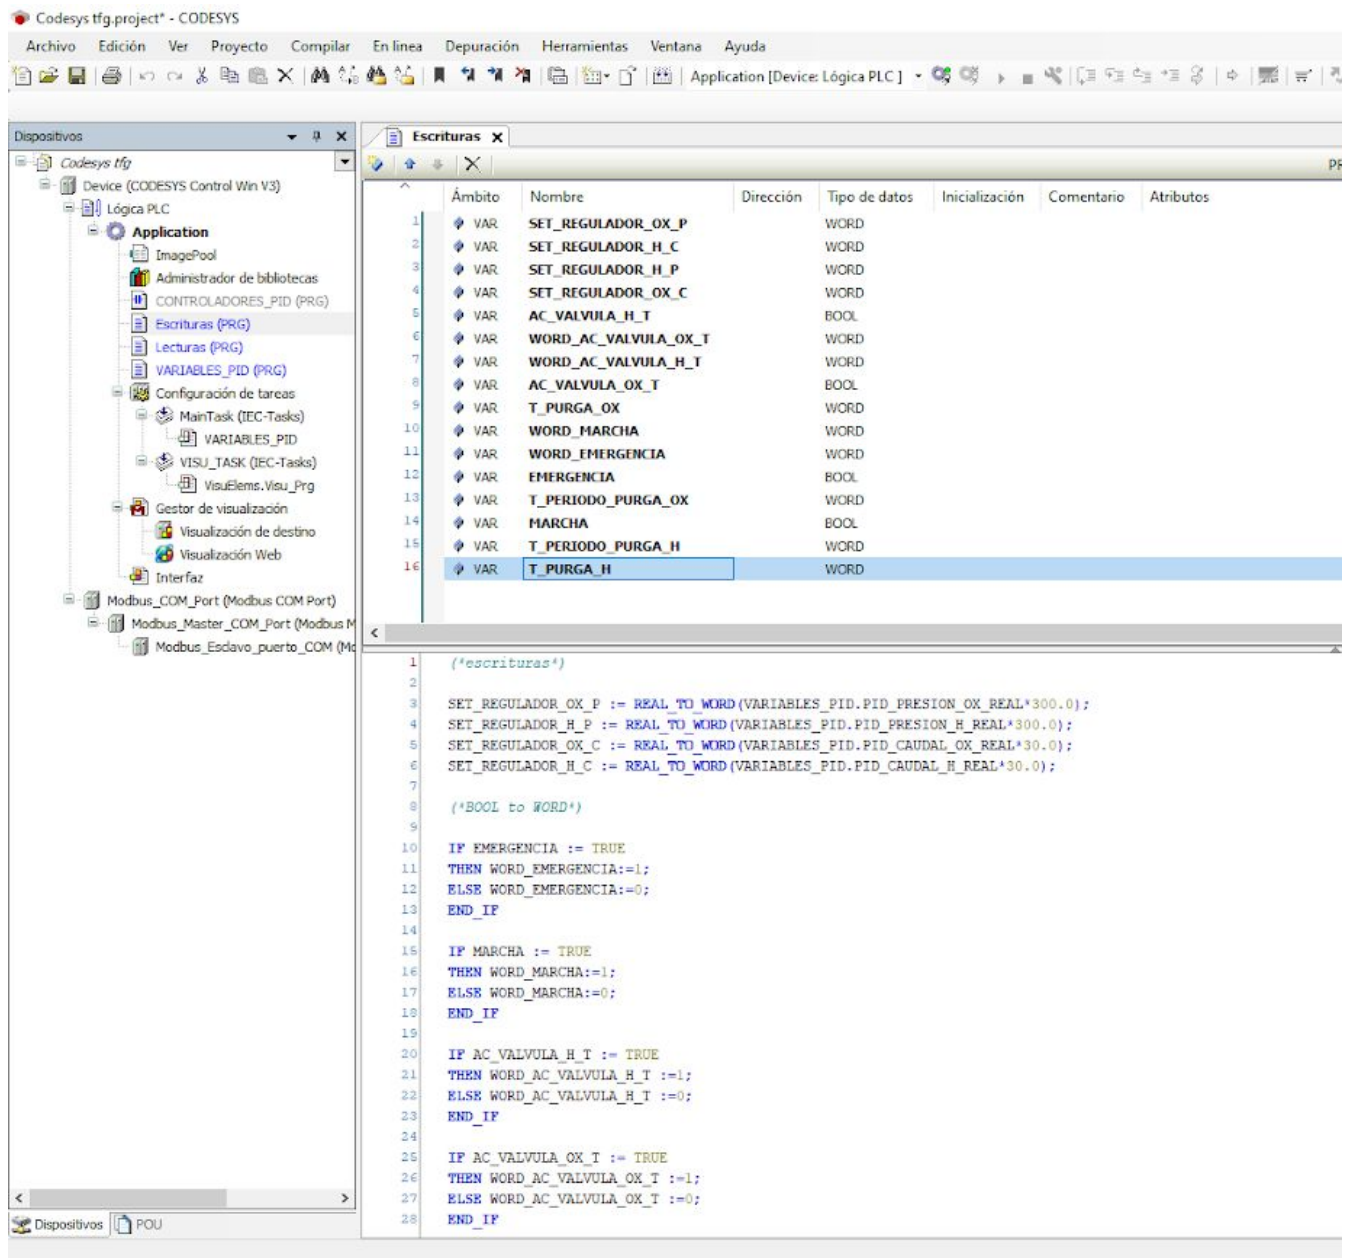 Codesys tfg.project* - CODESYS
Archivo Edición Ver Proyecto Compilar En linea Depuración Herramientas Ventana Ayuda
Application [Device: Lógica PLC]
Dispositivos
Codesys tfg
Device (CODESYS Control Win V3)
Lógica PLC
Application
ImagePool
Administrador de bibliotecas
CONTROLADORES_PID (PRG)
Escrituras (PRG)
Lecturas (PRG)
VARIABLES_PID (PRG)
Configuración de tareas
MainTask (IEC-Tasks)
VARIABLES_PID
VISU_TASK (IEC-Tasks)
VisuElems.Visu_Prg
Gestor de visualización
Visualización de destino
Visualización Web
Interfaz
Modbus_COM_Port (Modbus COM Port)
Modbus_Master_COM_Port (Modbus M
Modbus_Esclavo_puerto_COM (Mo
Dispositivos POU
Escrituras
PR
Ámbito Nombre Dirección Tipo de datos Inicialización Comentario Atributos
1 VAR SET_REGULADOR_OX_P WORD
2 VAR SET_REGULADOR_H_C WORD
3 VAR SET_REGULADOR_H_P WORD
4 VAR SET_REGULADOR_OX_C WORD
5 VAR AC_VALVULA_H_T BOOL
6 VAR WORD_AC_VALVULA_OX_T WORD
7 VAR WORD_AC_VALVULA_H_T WORD
8 VAR AC_VALVULA_OX_T BOOL
9 VAR T_PURGA_OX WORD
10 VAR WORD_MARCHA WORD
11 VAR WORD_EMERGENCIA WORD
12 VAR EMERGENCIA BOOL
13 VAR T_PERIODO_PURGA_OX WORD
14 VAR MARCHA BOOL
15 VAR T_PERIODO_PURGA_H WORD
16 VAR T_PURGA_H WORD
1 (*escrituras*)
2
3 SET_REGULADOR_OX_P := REAL_TO_WORD(VARIABLES_PID.PID_PRESION_OX_REAL*300.0);
4 SET_REGULADOR_H_P := REAL_TO_WORD(VARIABLES_PID.PID_PRESION_H_REAL*300.0);
5 SET_REGULADOR_OX_C := REAL_TO_WORD(VARIABLES_PID.PID_CAUDAL_OX_REAL*30.0);
6 SET_REGULADOR_H_C := REAL_TO_WORD(VARIABLES_PID.PID_CAUDAL_H_REAL*30.0);
7
8 (*BOOL to WORD*)
9
10 IF EMERGENCIA := TRUE
11 THEN WORD_EMERGENCIA:=1;
12 ELSE WORD_EMERGENCIA:=0;
13 END_IF
14
15 IF MARCHA := TRUE
16 THEN WORD_MARCHA:=1;
17 ELSE WORD_MARCHA:=0;
18 END_IF
19
20 IF AC_VALVULA_H_T := TRUE
21 THEN WORD_AC_VALVULA_H_T :=1;
22 ELSE WORD_AC_VALVULA_H_T :=0;
23 END_IF
24
25 IF AC_VALVULA_OX_T := TRUE
26 THEN WORD_AC_VALVULA_OX_T :=1;
27 ELSE WORD_AC_VALVULA_OX_T :=0;
28 END_IF